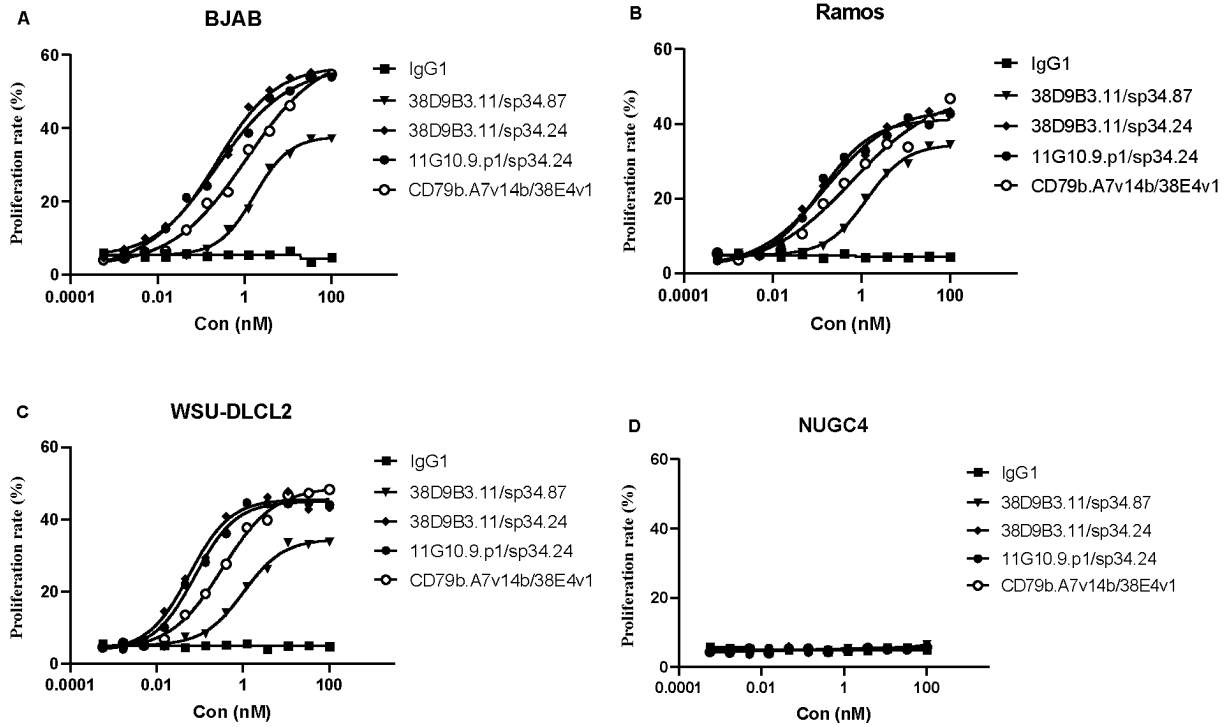 A
BJAB
Proliferation rate (%)
60
40
20
0
0.0001
0.01
1
100
Con (nM)
IgG1
38D9B3.11/sp34.87
38D9B3.11/sp34.24
11G10.9.p1/sp34.24
CD79b.A7v14b/38E4v1
B
Ramos
Proliferation rate (%)
60
40
20
0
0.0001
0.01
1
100
Con (nM)
IgG1
38D9B3.11/sp34.87
38D9B3.11/sp34.24
11G10.9.p1/sp34.24
CD79b.A7v14b/38E4v1
C
WSU-DLCL2
Proliferation rate (%)
60
40
20
0
0.0001
0.01
1
100
Con (nM)
IgG1
38D9B3.11/sp34.87
38D9B3.11/sp34.24
11G10.9.p1/sp34.24
CD79b.A7v14b/38E4v1
D
NUGC4
Proliferation rate (%)
60
40
20
0
0.0001
0.01
1
100
Con (nM)
IgG1
38D9B3.11/sp34.87
38D9B3.11/sp34.24
11G10.9.p1/sp34.24
CD79b.A7v14b/38E4v1